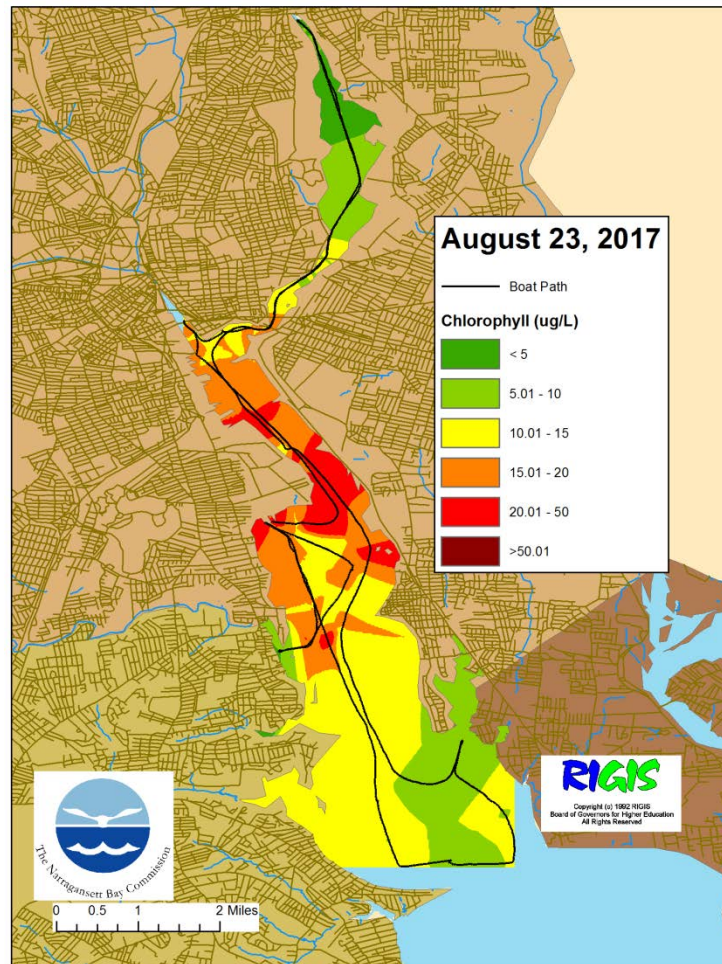 August 23, 2017
Boat Path
Chlorophyll (ug/L)
< 5
5.01 - 10
10.01 - 15
15.01 - 20
20.01 - 50
>50.01
RIGIS
Copyright (c) 1992 RIGIS
Board of Governors for Higher Education
All Rights Reserved
The Narragansett Bay Commission
0 0.5 1 2 Miles